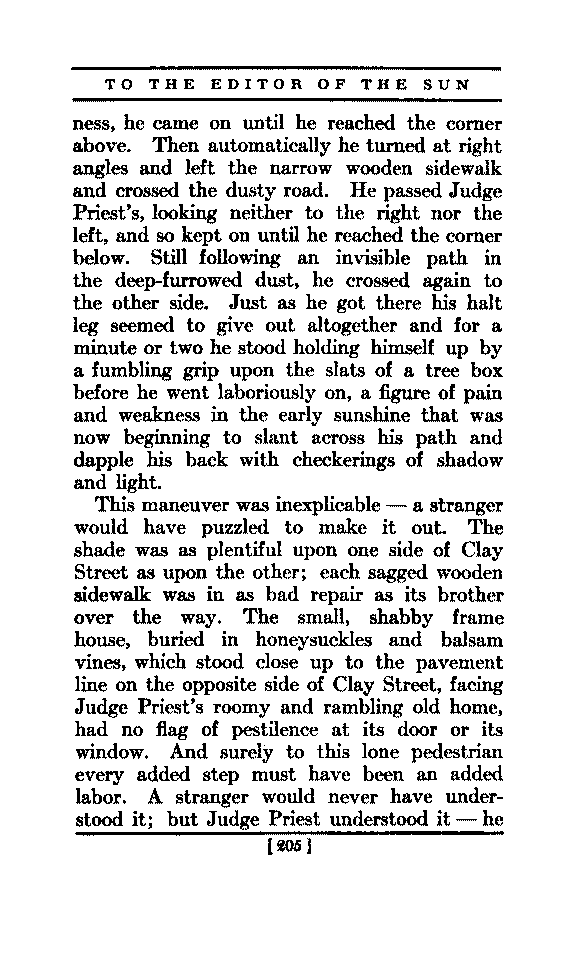 TO THE EDITOR OF THE SUN
ness, he came on until he reached the corner
above. Then automatically he turned at right
angles and left the narrow wooden sidewalk
and crossed the dusty road. He passed Judge
Priest's, looking neither to the right nor the
left, and so kept on until he reached the corner
below. Still following an invisible path in
the deep-furrowed dust, he crossed again to
the other side. Just as he got there his halt
leg seemed to give out altogether and for a
minute or two he stood holding himself up by
a fumbling grip upon the slats of a tree box
before he went laboriously on, a figure of pain
and weakness in the early sunshine that was
now beginning to slant across his path and
dapple his back with checkerings of shadow
and light.
This maneuver was inexplicable — a stranger
would have puzzled to make it out. The
shade was as plentiful upon one side of Clay
Street as upon the other; each sagged wooden
sidewalk was in as bad repair as its brother
over the way. The small, shabby frame
house, buried in honeysuckles and balsam
vines, which stood close up to the pavement
line on the opposite side of Clay Street, facing
Judge Priest's roomy and rambling old home,
had no flag of pestilence at its door or its
window. And surely to this lone pedestrian
every added step must have been an added
labor. A stranger would never have under-
stood it; but Judge Priest understood it — he
[205]